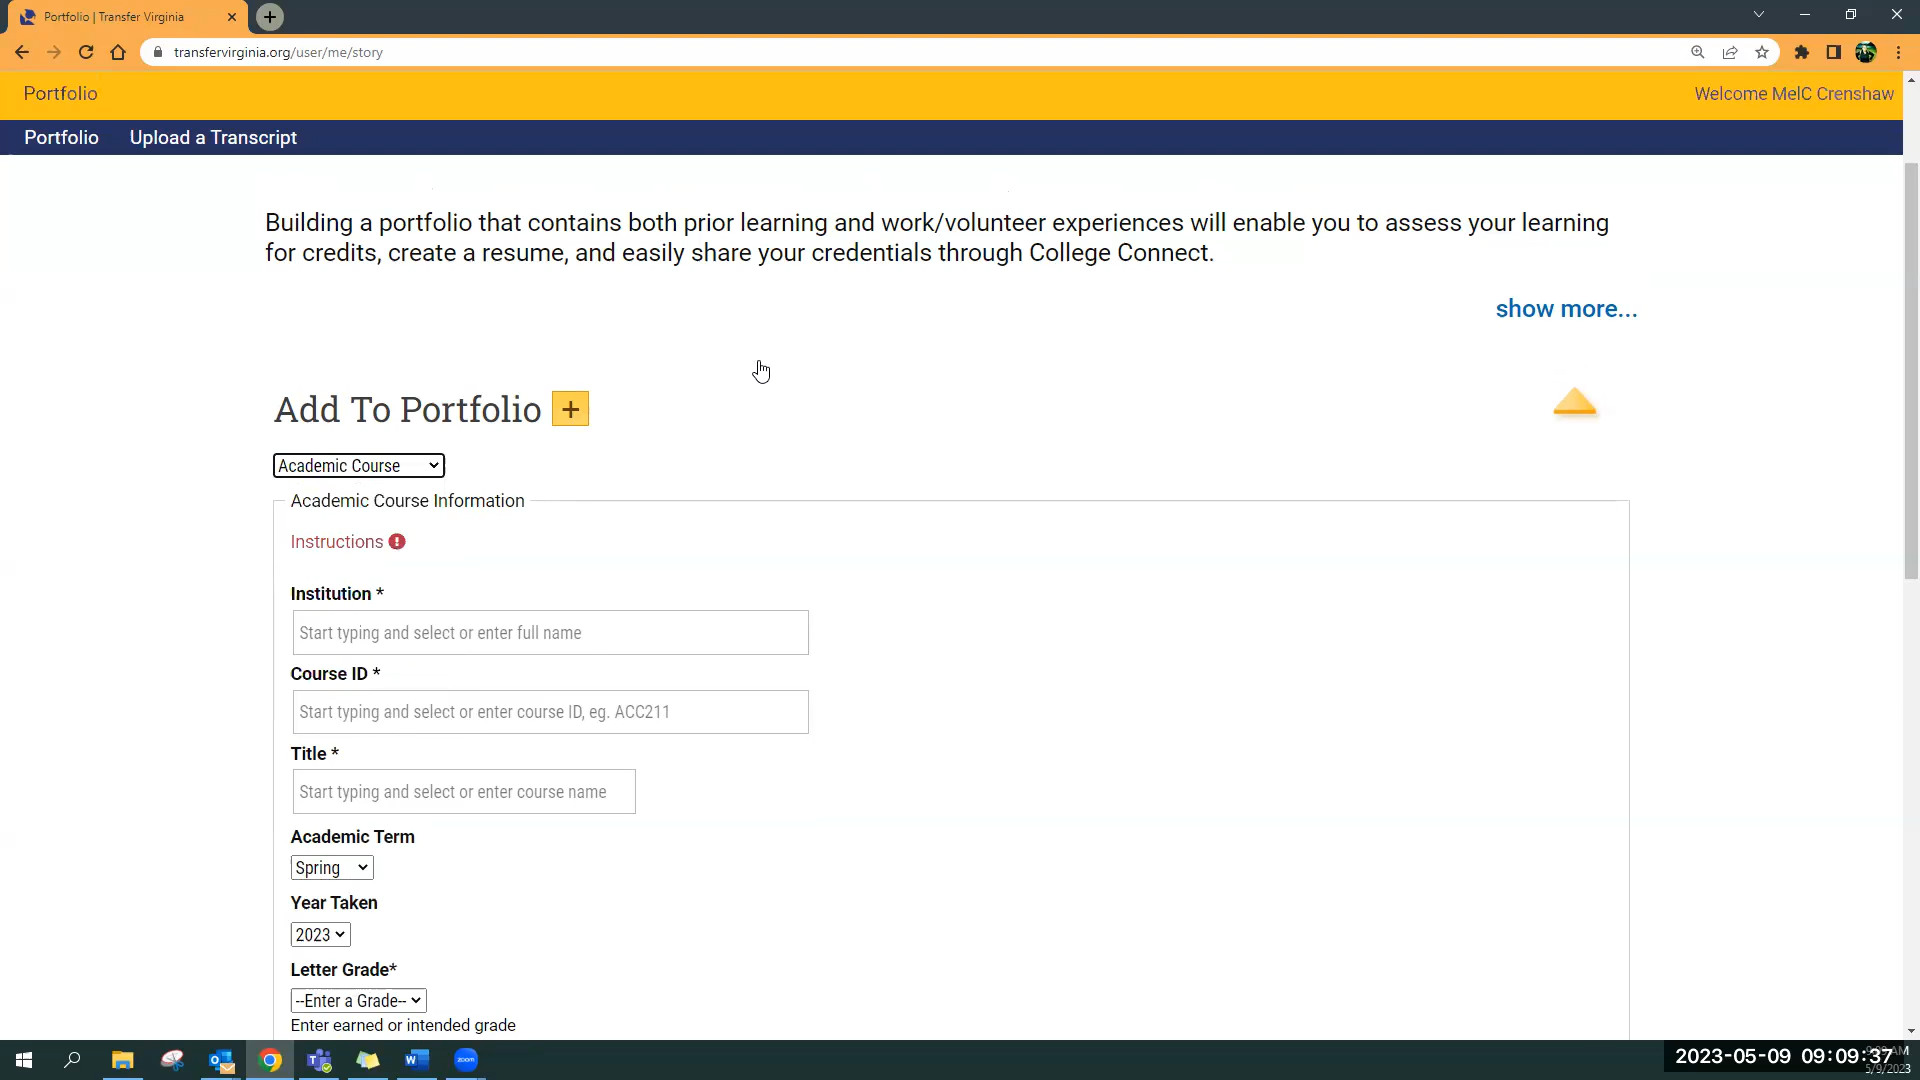 Portfolio | Transfer Virginia
transfervirginia.org/user/me/story
Portfolio
Welcome MelC Crenshaw
Portfolio
Upload a Transcript
Building a portfolio that contains both prior learning and work/volunteer experiences will enable you to assess your learning
for credits, create a resume, and easily share your credentials through College Connect.
show more...
Add To Portfolio +
Academic Course
Academic Course Information
Instructions
Institution *
Start typing and select or enter full name
Course ID *
Start typing and select or enter course ID, eg. ACC211
Title *
Start typing and select or enter course name
Academic Term
Spring
Year Taken
2023
Letter Grade*
--Enter a Grade--
Enter earned or intended grade
zoom
2023-05-09 09:09:37
5/9/2023